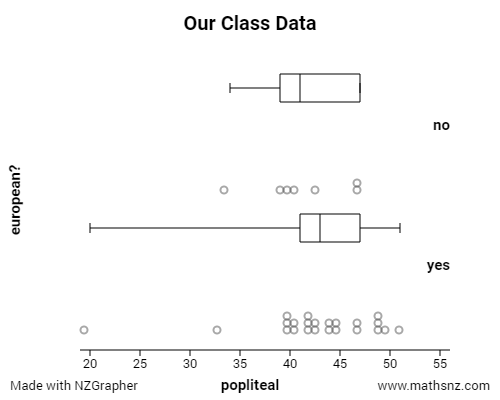 Our Class Data
no
european?
yes
20 25 30 35 40 45 50 55
Made with NZGrapher popliteal www.mathsnz.com